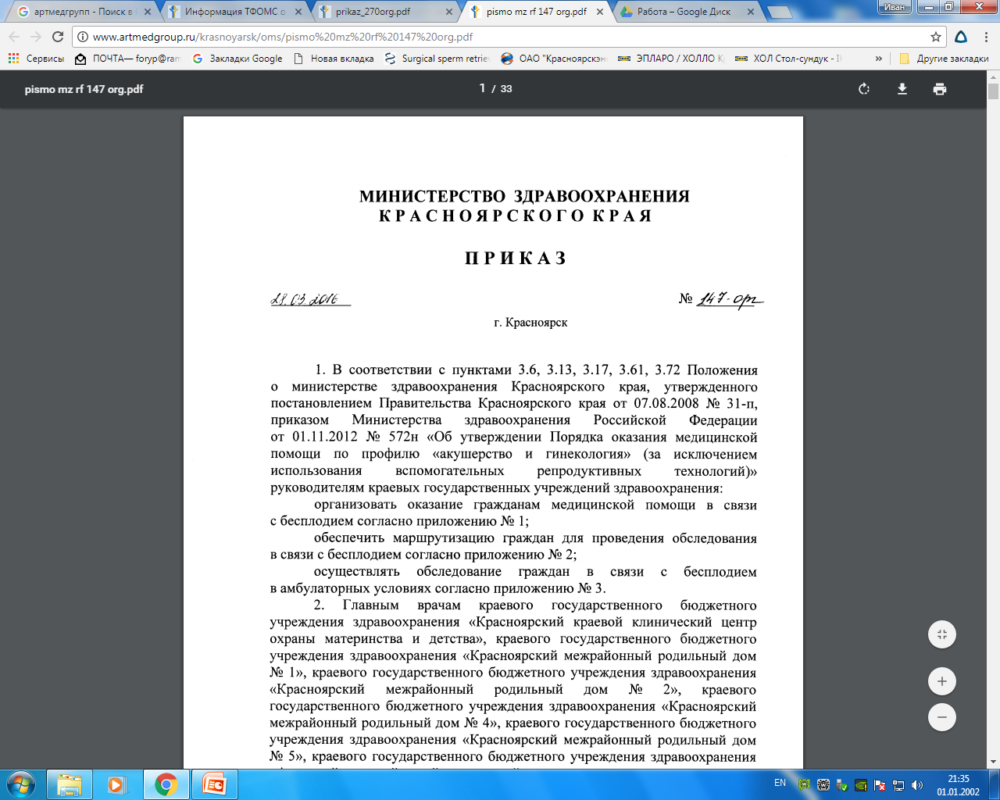 артмедгрупп - Поиск в
Информация ТФОМС о
prikaz_270org.pdf
pismo mz rf 147 org.pdf
Работа – Google Диск
Иван
www.artmedgroup.ru/krasnoyarsk/oms/pismo%20mz%20rf%20147%20org.pdf
Сервисы
ПОЧТА— foryp@ram
Закладки Google
Новая вкладка
Surgical sperm retriev
ОАО "Красноярскэн
ЭПЛАРО / ХОЛЛО К
ХОЛ Стол-сундук - I
»
Другие закладки
pismo mz rf 147 org.pdf
1 / 33
МИНИСТЕРСТВО ЗДРАВООХРАНЕНИЯ
КРАСНОЯРСКОГО КРАЯ
ПРИКАЗ
29.03.2016
№ 147-орг
г. Красноярск
1. В соответствии с пунктами 3.6, 3.13, 3.17, 3.61, 3.72 Положения
о министерстве здравоохранения Красноярского края, утвержденного
постановлением Правительства Красноярского края от 07.08.2008 № 31-п,
приказом Министерства здравоохранения Российской Федерации
от 01.11.2012 № 572н «Об утверждении Порядка оказания медицинской
помощи по профилю «акушерство и гинекология» (за исключением
использования вспомогательных репродуктивных технологий)»
руководителям краевых государственных учреждений здравоохранения:
организовать оказание гражданам медицинской помощи в связи
с бесплодием согласно приложению № 1;
обеспечить маршрутизацию граждан для проведения обследования
в связи с бесплодием согласно приложению № 2;
осуществлять обследование граждан в связи с бесплодием
в амбулаторных условиях согласно приложению № 3.
2. Главным врачам краевого государственного бюджетного
учреждения здравоохранения «Красноярский краевой клинический центр
охраны материнства и детства», краевого государственного бюджетного
учреждения здравоохранения «Красноярский межрайонный родильный дом
№ 1», краевого государственного бюджетного учреждения здравоохранения
«Красноярский межрайонный родильный дом № 2», краевого
государственного бюджетного учреждения здравоохранения «Красноярский
межрайонный родильный дом № 4», краевого государственного бюджетного
учреждения здравоохранения «Красноярский межрайонный родильный дом
№ 5», краевого государственного бюджетного учреждения здравоохранения
EN
21:35
01.01.2002